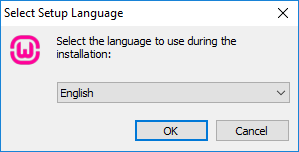 Select Setup Language
Select the language to use during the
installation:
English
OK
Cancel